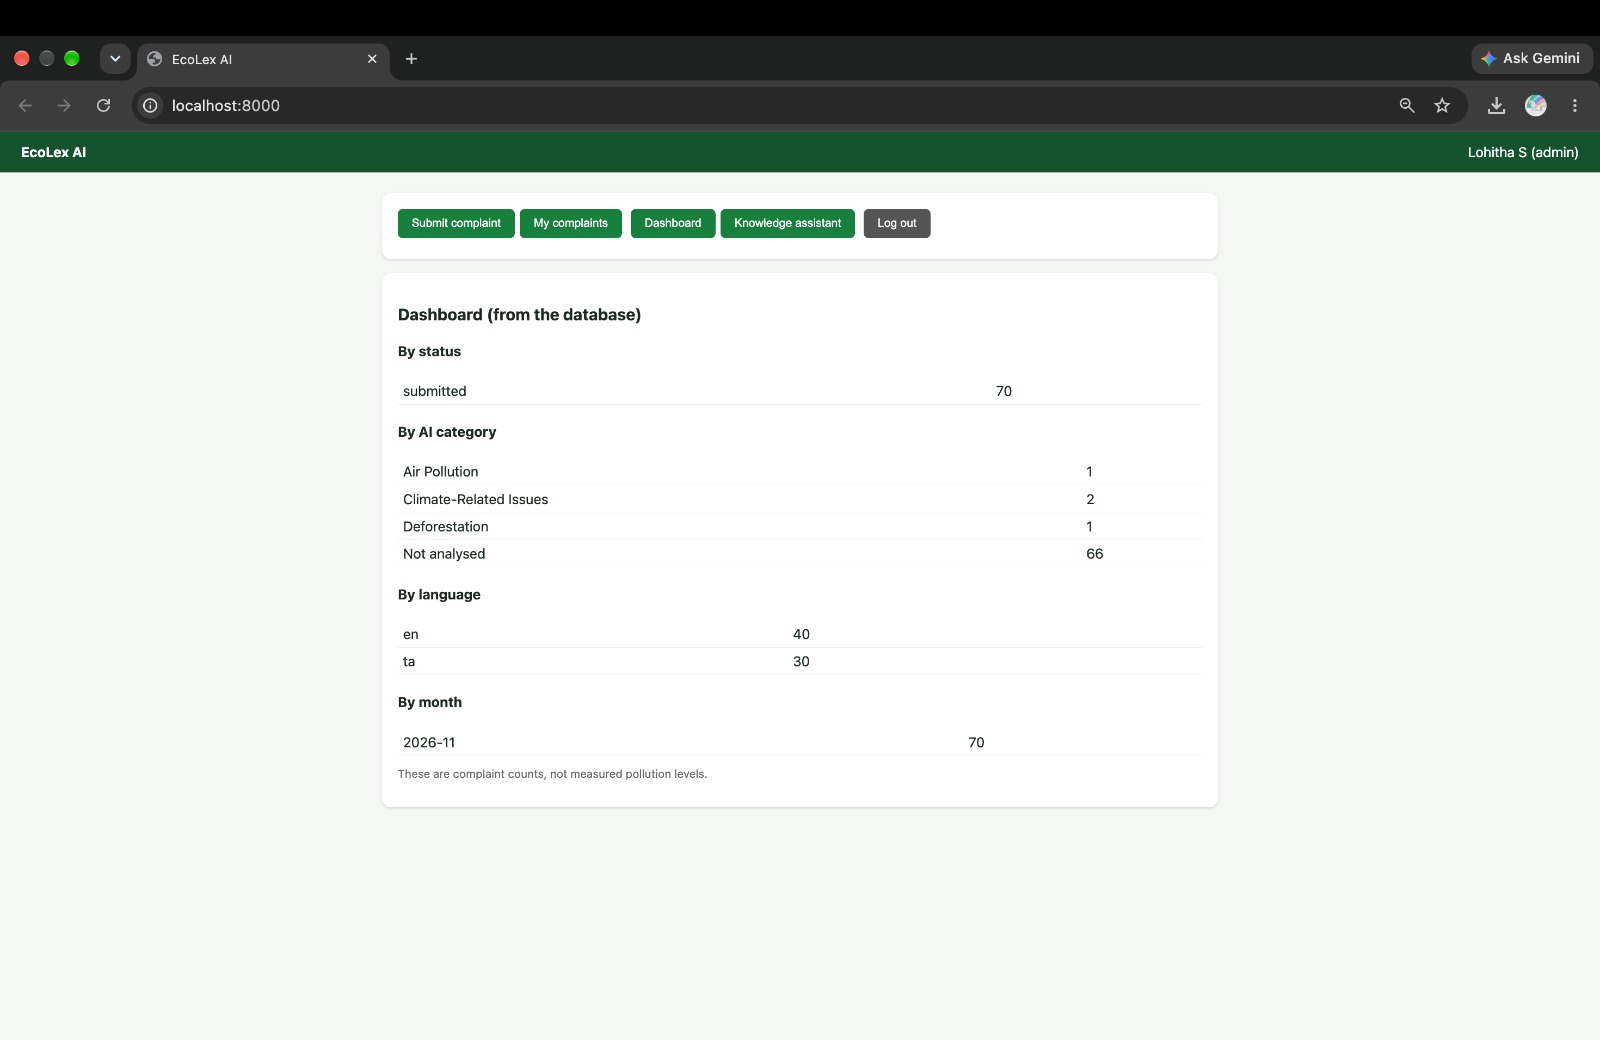 EcoLex AI
Ask Gemini
localhost:8000
EcoLex AI
Lohitha S (admin)
Submit complaint
My complaints
Dashboard
Knowledge assistant
Log out
Dashboard (from the database)
By status
submitted 70
By AI category
Air Pollution 1
Climate-Related Issues 2
Deforestation 1
Not analysed 66
By language
en 40
ta 30
By month
2026-11 70
These are complaint counts, not measured pollution levels.